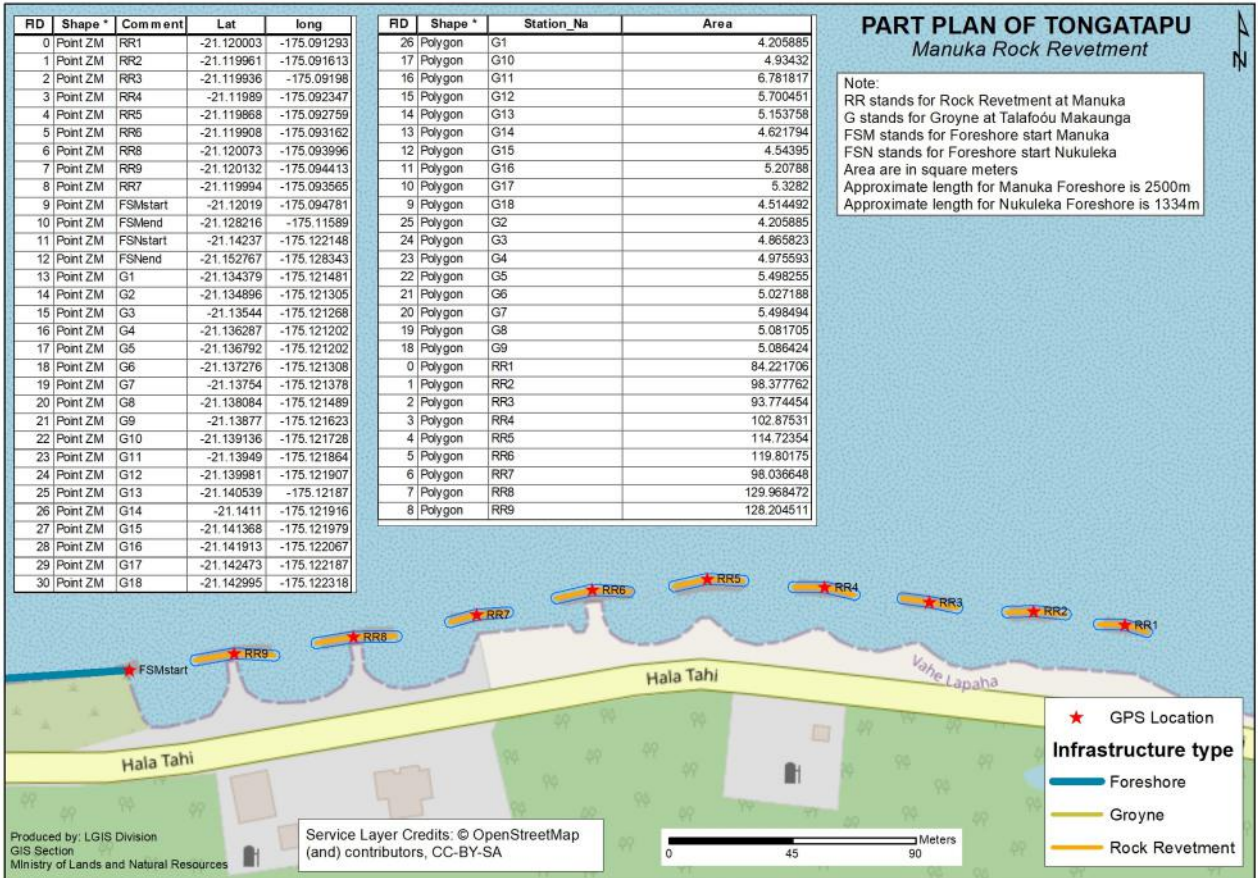 FID Shape * Comment Lat long
0 Point ZM RR1 -21.120003 -175.091293
1 Point ZM RR2 -21.119961 -175.091613
2 Point ZM RR3 -21.119936 -175.09198
3 Point ZM RR4 -21.11989 -175.092347
4 Point ZM RR5 -21.119868 -175.092759
5 Point ZM RR6 -21.119908 -175.093162
6 Point ZM RR8 -21.120073 -175.093996
7 Point ZM RR9 -21.120132 -175.094413
8 Point ZM RR7 -21.119994 -175.093565
9 Point ZM FSMstart -21.12019 -175.094781
10 Point ZM FSMend -21.128216 -175.11589
11 Point ZM FSNstart -21.14237 -175.122148
12 Point ZM FSNend -21.152767 -175.128343
13 Point ZM G1 -21.134379 -175.121481
14 Point ZM G2 -21.134896 -175.121305
15 Point ZM G3 -21.13544 -175.121268
16 Point ZM G4 -21.136287 -175.121202
17 Point ZM G5 -21.136792 -175.121202
18 Point ZM G6 -21.137276 -175.121308
19 Point ZM G7 -21.13754 -175.121378
20 Point ZM G8 -21.138084 -175.121489
21 Point ZM G9 -21.13877 -175.121623
22 Point ZM G10 -21.139136 -175.121728
23 Point ZM G11 -21.13949 -175.121864
24 Point ZM G12 -21.139981 -175.121907
25 Point ZM G13 -21.140539 -175.12187
26 Point ZM G14 -21.1411 -175.121916
27 Point ZM G15 -21.141368 -175.121979
28 Point ZM G16 -21.141913 -175.122067
29 Point ZM G17 -21.142473 -175.122187
30 Point ZM G18 -21.142995 -175.122318
FID Shape * Station_Na Area
26 Polygon G1 4.205885
17 Polygon G10 4.93432
16 Polygon G11 6.781817
15 Polygon G12 5.700451
14 Polygon G13 5.153758
13 Polygon G14 4.621794
12 Polygon G15 4.54395
11 Polygon G16 5.20788
10 Polygon G17 5.3282
9 Polygon G18 4.514492
25 Polygon G2 4.205885
24 Polygon G3 4.865823
23 Polygon G4 4.975593
22 Polygon G5 5.498255
21 Polygon G6 5.027188
20 Polygon G7 5.498494
19 Polygon G8 5.081705
18 Polygon G9 5.086424
0 Polygon RR1 84.221706
1 Polygon RR2 98.377762
2 Polygon RR3 93.774454
3 Polygon RR4 102.87531
4 Polygon RR5 114.72354
5 Polygon RR6 119.80175
6 Polygon RR7 98.036648
7 Polygon RR8 129.968472
8 Polygon RR9 128.204511
PART PLAN OF TONGATAPU
Manuka Rock Revetment
N
Note:
RR stands for Rock Revetment at Manuka
G stands for Groyne at Talafoóu Makaunga
FSM stands for Foreshore start Manuka
FSN stands for Foreshore start Nukuleka
Area are in square meters
Approximate length for Manuka Foreshore is 2500m
Approximate length for Nukuleka Foreshore is 1334m
FSMstart
RR9
RR8
RR7
RR6
RR5
RR4
RR3
RR2
RR1
Vahe Lapaha
Hala Tahi
Hala Tahi
GPS Location
Infrastructure type
Foreshore
Groyne
Rock Revetment
Produced by: LGIS Division
GIS Section
Ministry of Lands and Natural Resources
Service Layer Credits: © OpenStreetMap
(and) contributors, CC-BY-SA
Meters
0 45 90